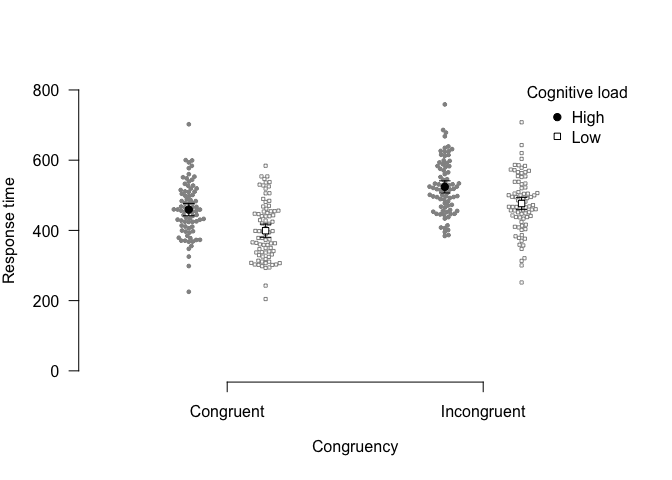 Cognitive load
High
Low
800
600
400
200
0
Response time
Congruent
Incongruent
Congruency